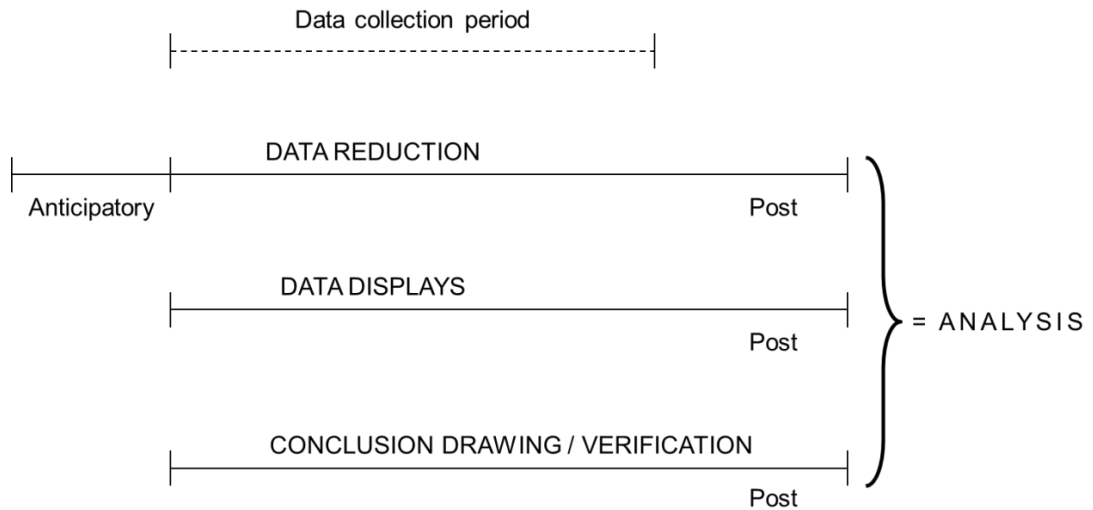 Data collection period
DATA REDUCTION
Anticipatory
Post
DATA DISPLAYS
Post
= ANALYSIS
CONCLUSION DRAWING / VERIFICATION
Post